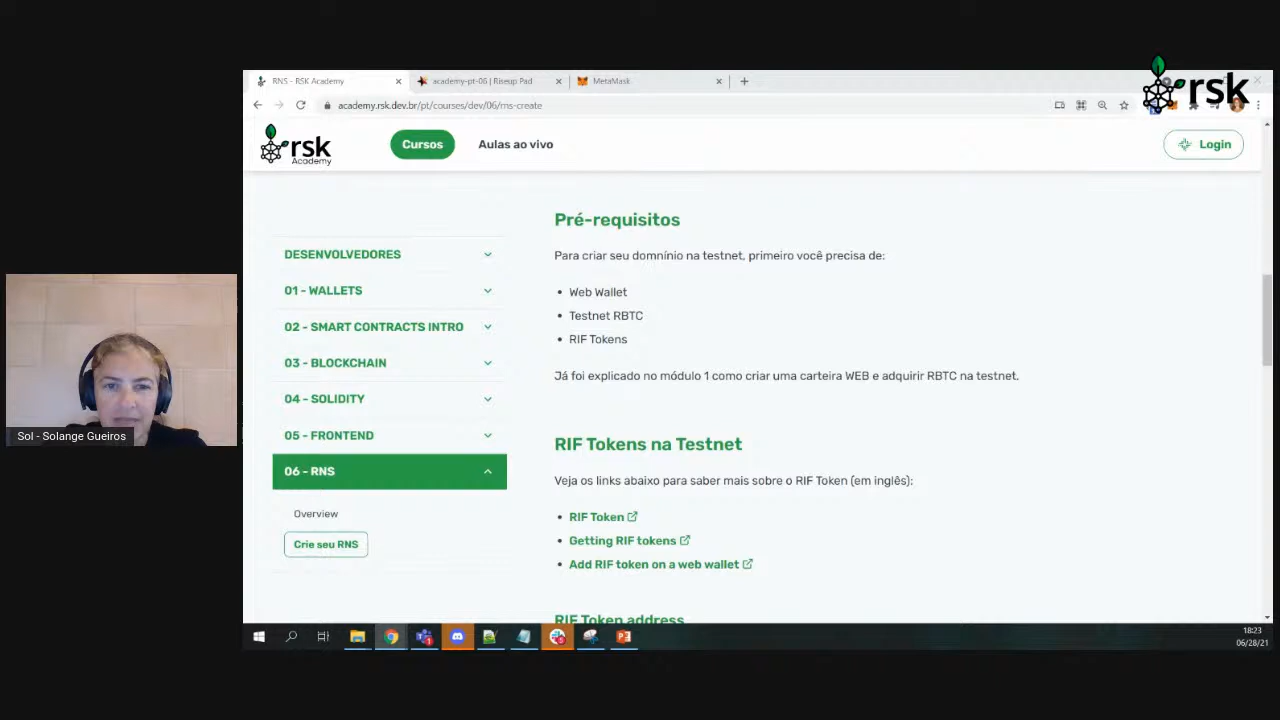 RNS - RSK Academy
academy-pt-06 | Riseup Pad
MetaMask
academy.rsk.dev.br/pt/courses/dev/06/rns-create
rsk
rsk
Academy
Cursos
Aulas ao vivo
Login
DESENVOLVEDORES
01 - WALLETS
02 - SMART CONTRACTS INTRO
03 - BLOCKCHAIN
04 - SOLIDITY
05 - FRONTEND
06 - RNS
Overview
Crie seu RNS
Pré-requisitos
Para criar seu domnínio na testnet, primeiro você precisa de:
• Web Wallet
• Testnet RBTC
• RIF Tokens
Já foi explicado no módulo 1 como criar uma carteira WEB e adquirir RBTC na testnet.
RIF Tokens na Testnet
Veja os links abaixo para saber mais sobre o RIF Token (em inglês):
• RIF Token
• Getting RIF tokens
• Add RIF token on a web wallet
RIF Token address
Sol - Solange Gueiros
18:23
06/28/21